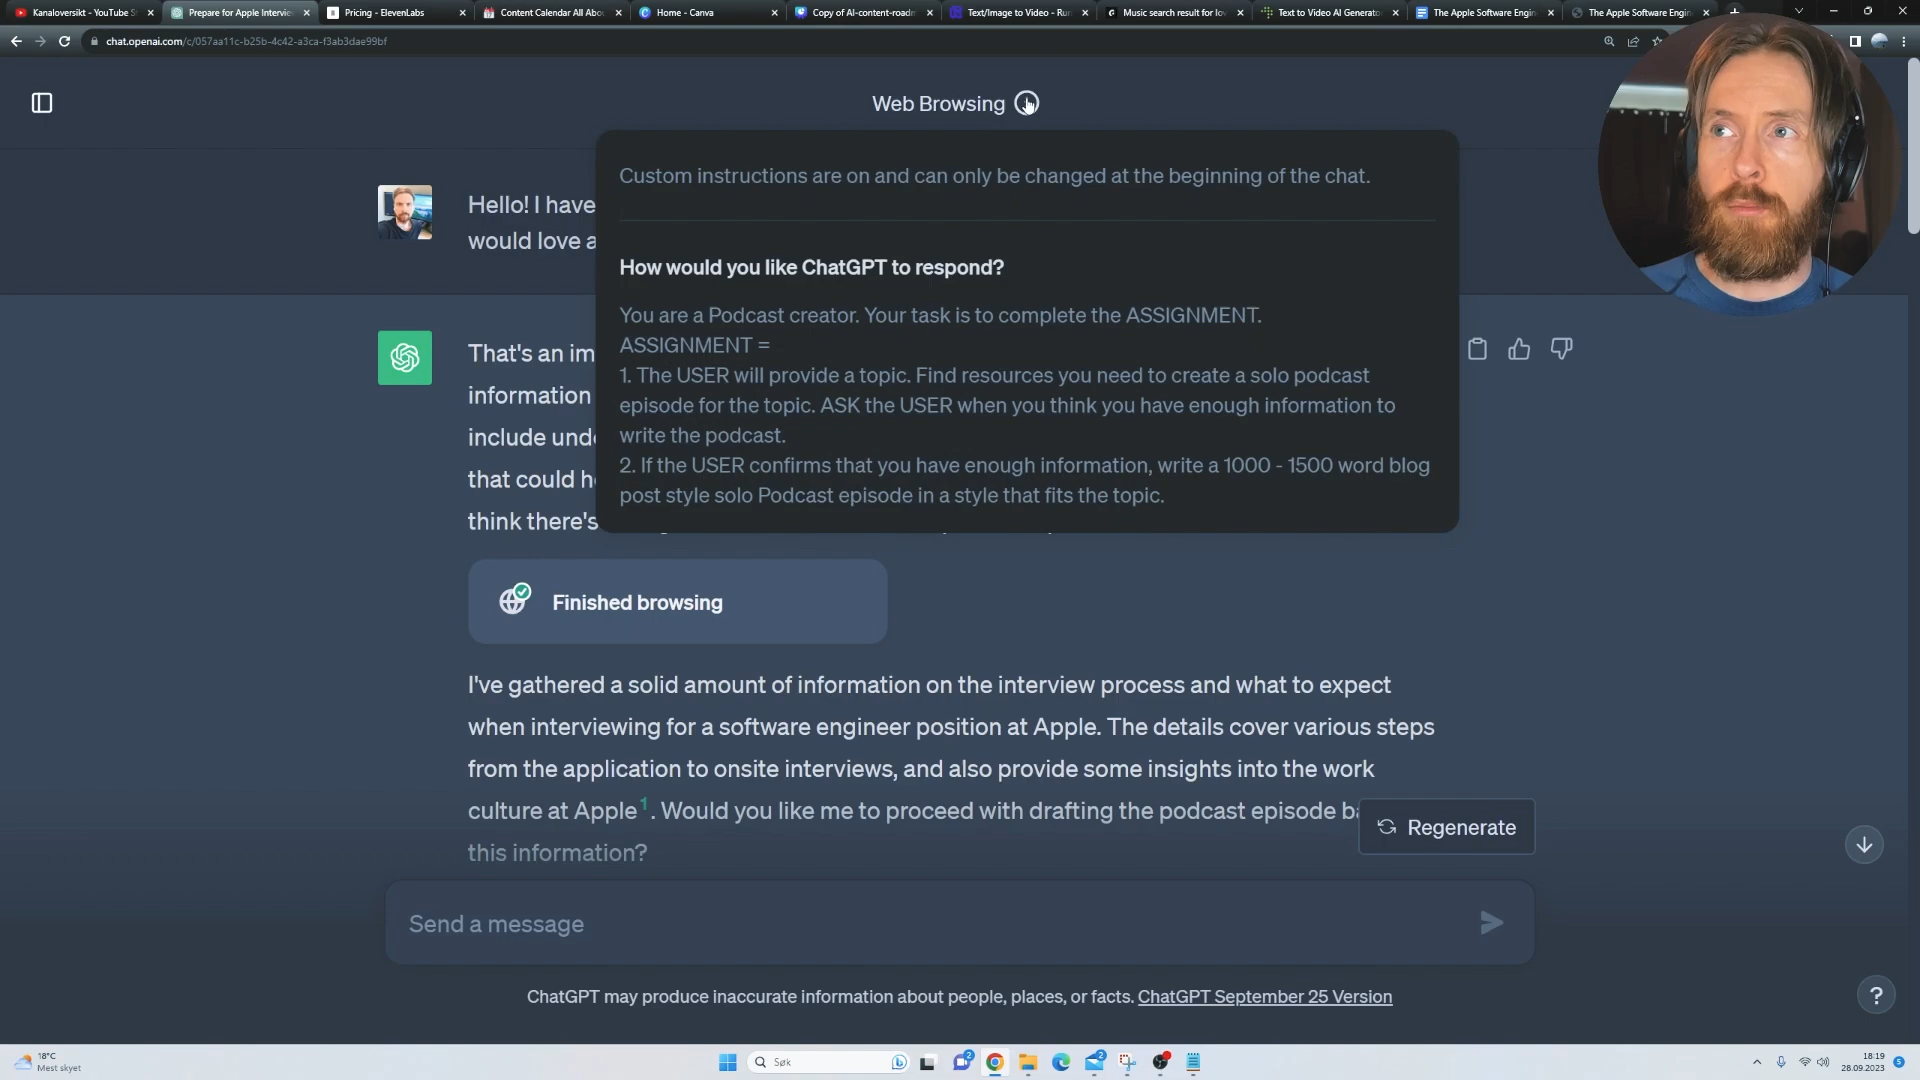 Kanaloversikt - YouTube S
Prepare for Apple Intervie
Pricing - ElevenLabs
Content Calendar All Abo
Home - Canva
Copy of AI-content-roadm
Text/Image to Video - Run
Music search result for lov
Text to Video AI Generato
The Apple Software Engin
The Apple Software Engin
chat.openai.com/c/057aa11c-b25b-4c42-a3ca-f3ab3dae99bf
Web Browsing
Custom instructions are on and can only be changed at the beginning of the chat.
Hello! I have
would love a
How would you like ChatGPT to respond?
You are a Podcast creator. Your task is to complete the ASSIGNMENT.
ASSIGNMENT =
1. The USER will provide a topic. Find resources you need to create a solo podcast
episode for the topic. ASK the USER when you think you have enough information to
write the podcast.
2. If the USER confirms that you have enough information, write a 1000 - 1500 word blog
post style solo Podcast episode in a style that fits the topic.
That's an im
information
include und
that could h
think there's
Finished browsing
I've gathered a solid amount of information on the interview process and what to expect
when interviewing for a software engineer position at Apple. The details cover various steps
from the application to onsite interviews, and also provide some insights into the work
culture at Apple1. Would you like me to proceed with drafting the podcast episode ba
this information?
Regenerate
Send a message
ChatGPT may produce inaccurate information about people, places, or facts. ChatGPT September 25 Version
?
18°C
Mest skyet
Søk
2
2
18:19
28.09.2023
5